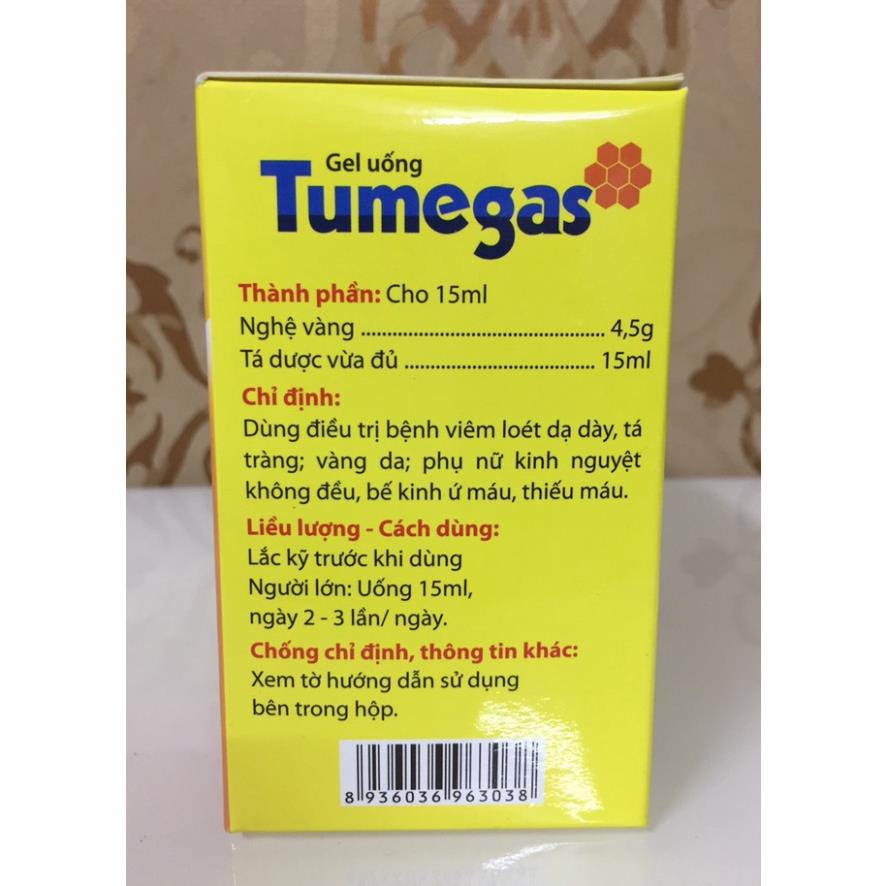 Gel uống
Tumegas
Thành phần: Cho 15ml
Nghệ vàng ............................................... 4,5g
Tá dược vừa đủ ..................................... 15ml
Chỉ định:
Dùng điều trị bệnh viêm loét dạ dày, tá
tràng; vàng da; phụ nữ kinh nguyệt
không đều, bế kinh ứ máu, thiếu máu.
Liều lượng - Cách dùng:
Lắc kỹ trước khi dùng
Người lớn: Uống 15ml,
ngày 2 - 3 lần/ ngày.
Chống chỉ định, thông tin khác:
Xem tờ hướng dẫn sử dụng
bên trong hộp.
8 936036 963038